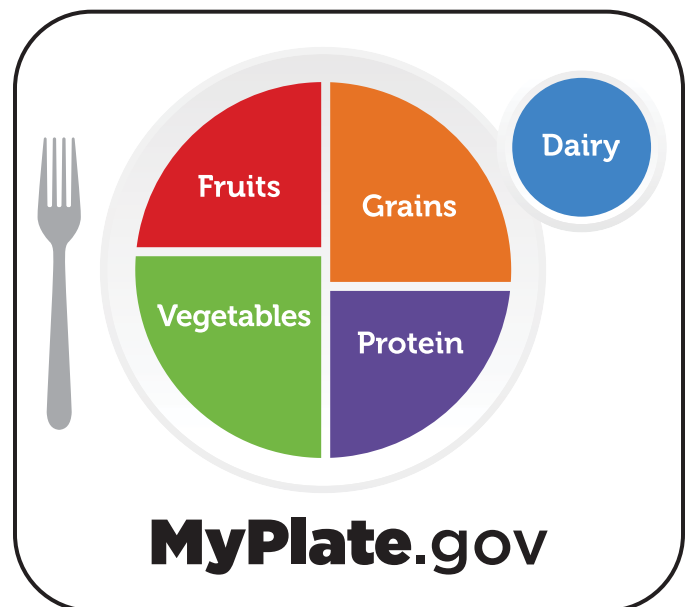 Fruits
Grains
Dairy
Vegetables
Protein
MyPlate.gov